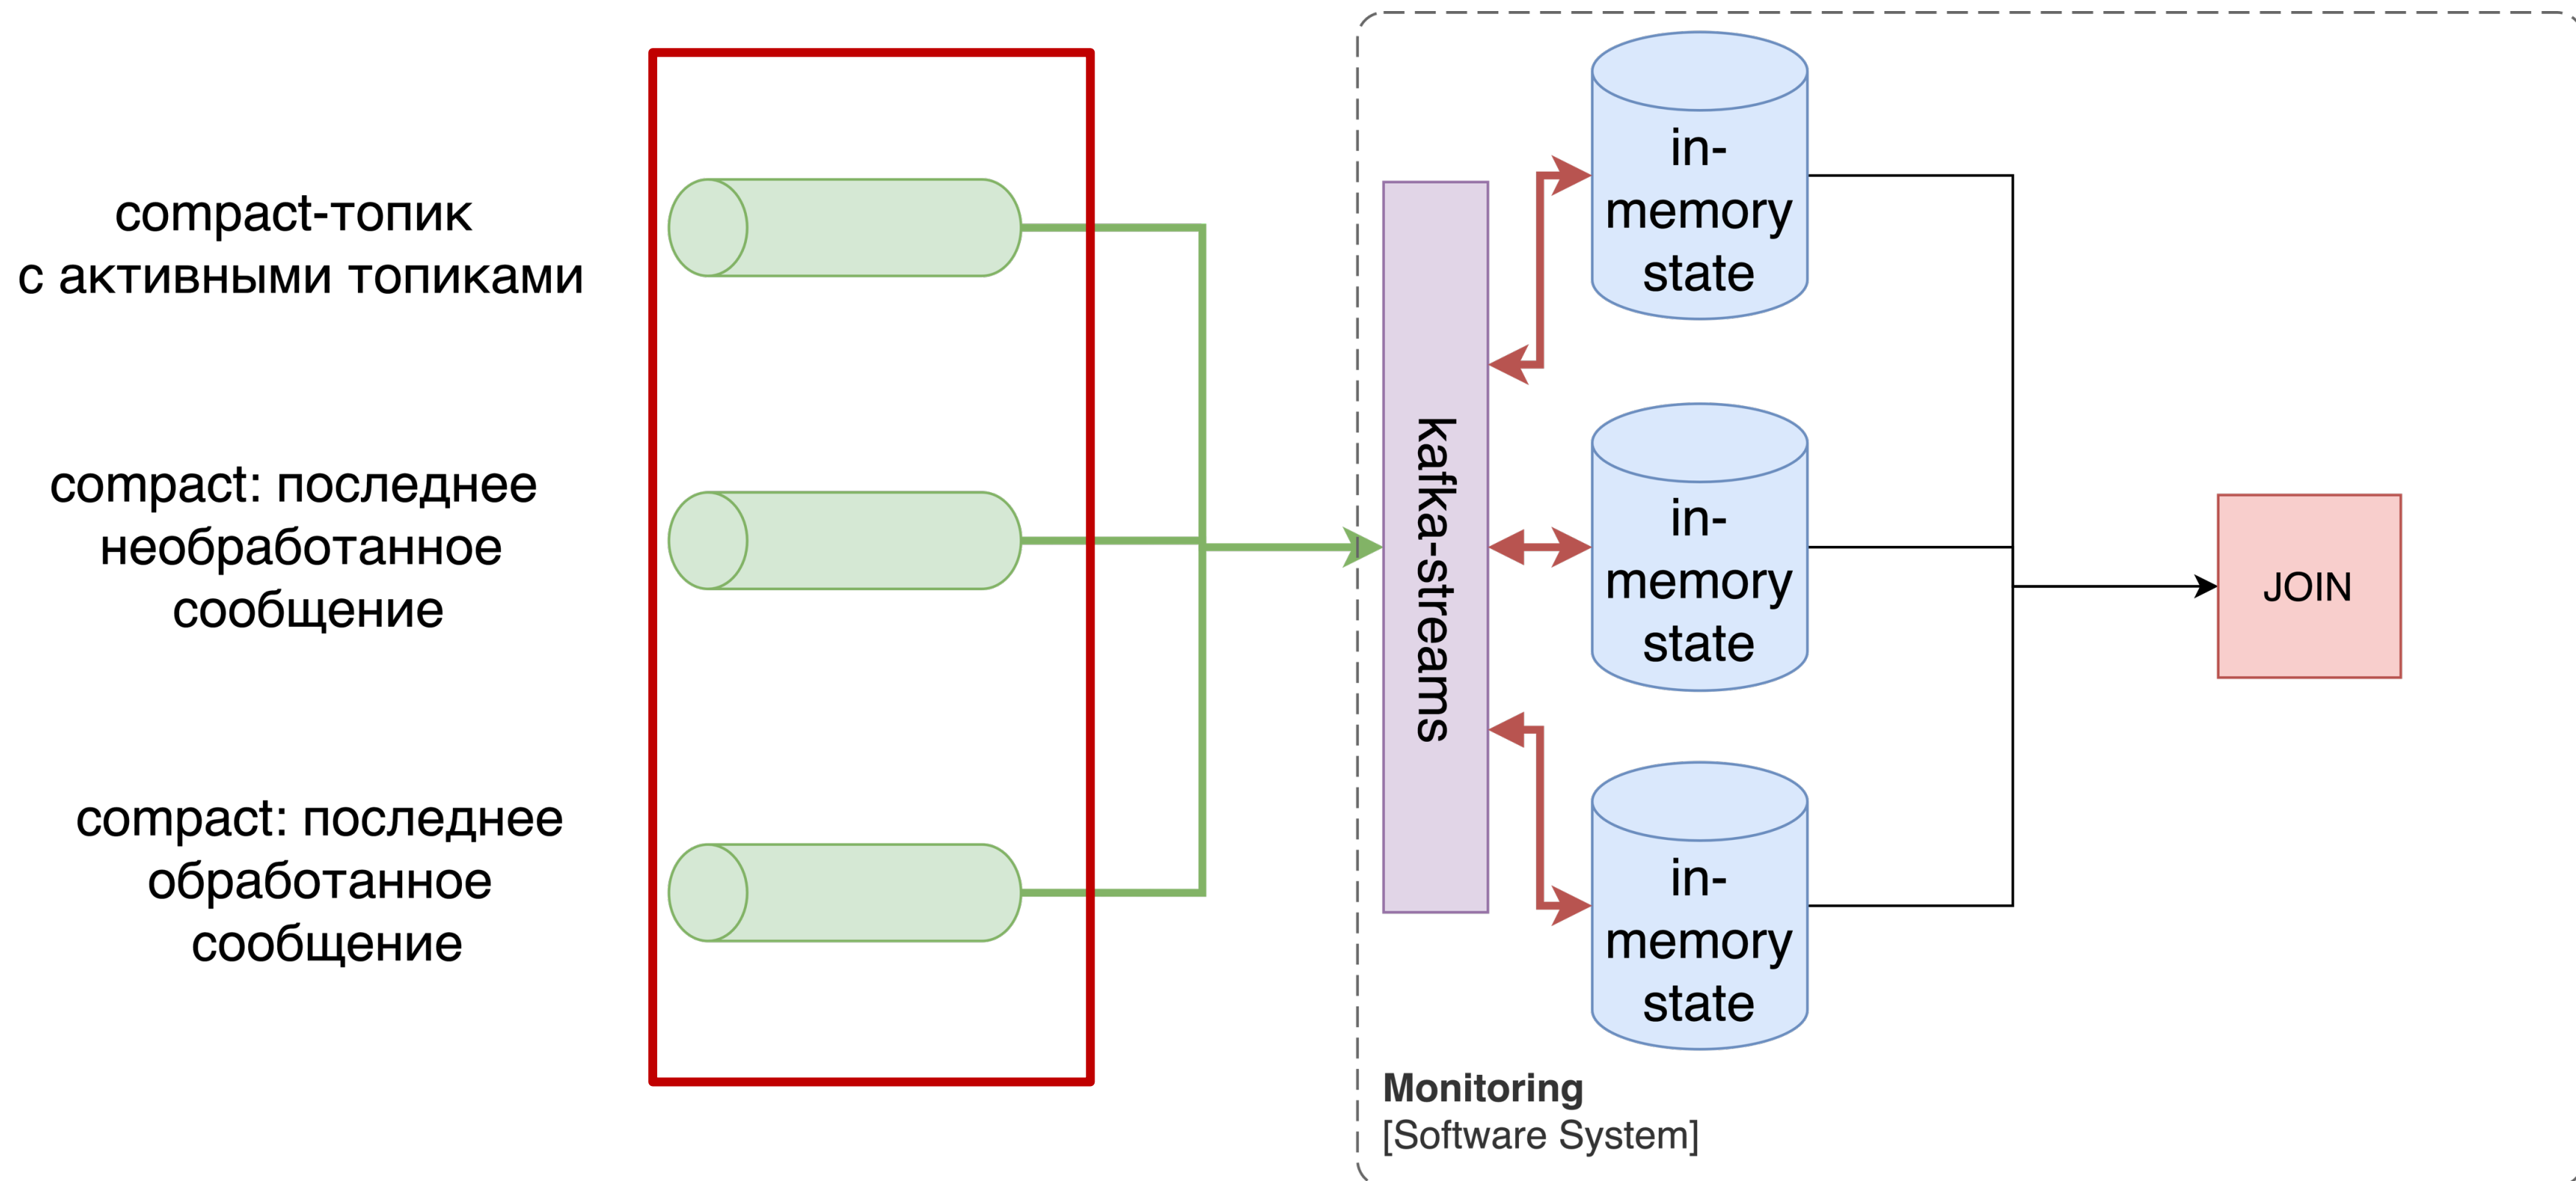 compact-топик
с активными топиками
compact: последнее
необработанное
сообщение
compact: последнее
обработанное
сообщение
kafka-streams
in-
memory
state
in-
memory
state
in-
memory
state
JOIN
Monitoring
[Software System]